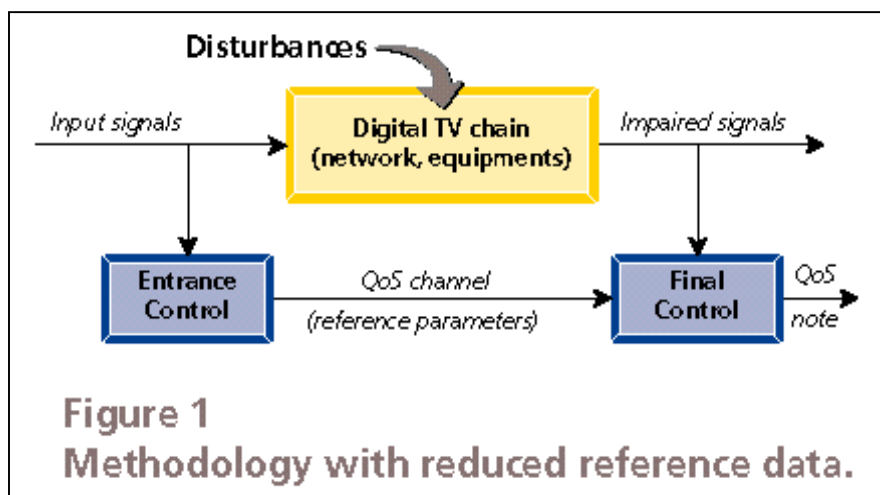 Disturbances
Input signals
Digital TV chain
(network, equipments)
Impaired signals
Entrance
Control
QoS channel
(reference parameters)
Final
Control
QoS
note
Figure 1
Methodology with reduced reference data.